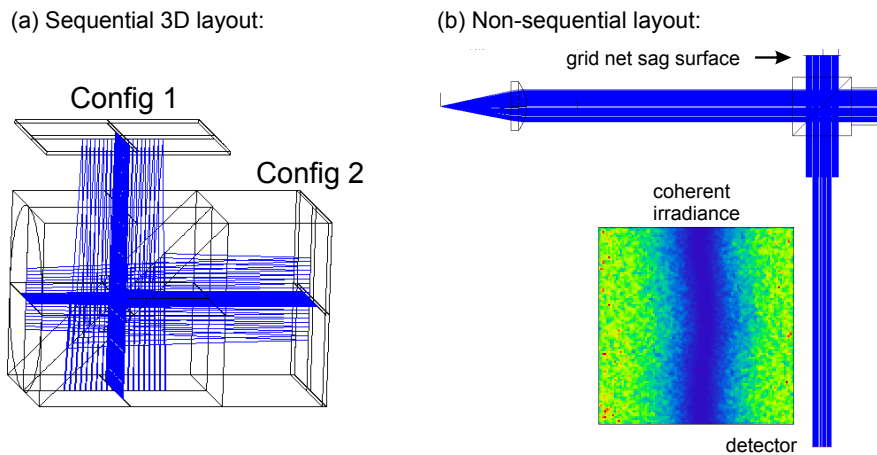 (a) Sequential 3D layout:
Config 1
Config 2
(b) Non-sequential layout:
grid net sag surface
coherent
irradiance
detector